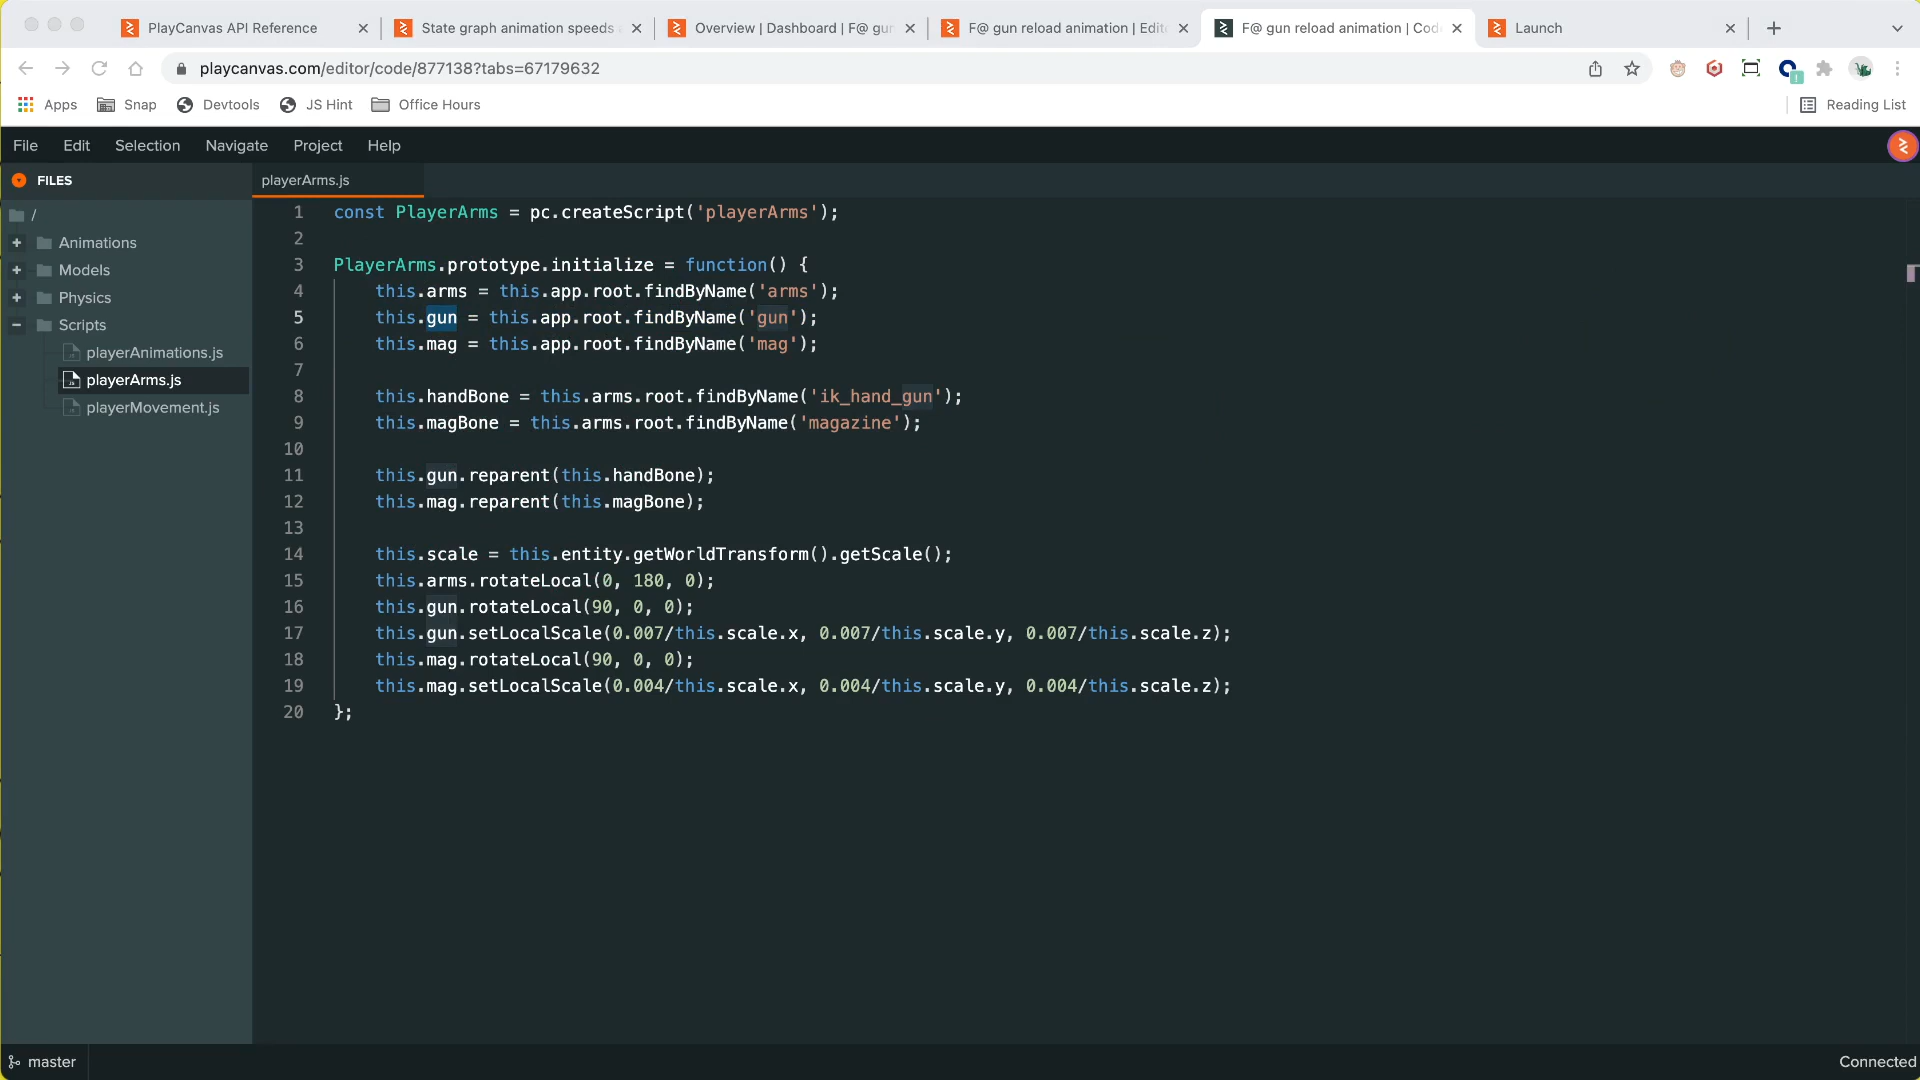 PlayCanvas API Reference
State graph animation speeds
Overview | Dashboard | F@ gun
F@ gun reload animation | Edit
F@ gun reload animation | Cod
Launch
playcanvas.com/editor/code/877138?tabs=67179632
Apps Snap Devtools JS Hint Office Hours Reading List
File Edit Selection Navigate Project Help
FILES
playerArms.js
/
Animations
Models
Physics
Scripts
playerAnimations.js
playerArms.js
playerMovement.js
1 const PlayerArms = pc.createScript('playerArms');
2
3 PlayerArms.prototype.initialize = function() {
4 this.arms = this.app.root.findByName('arms');
5 this.gun = this.app.root.findByName('gun');
6 this.mag = this.app.root.findByName('mag');
7
8 this.handBone = this.arms.root.findByName('ik_hand_gun');
9 this.magBone = this.arms.root.findByName('magazine');
10
11 this.gun.reparent(this.handBone);
12 this.mag.reparent(this.magBone);
13
14 this.scale = this.entity.getWorldTransform().getScale();
15 this.arms.rotateLocal(0, 180, 0);
16 this.gun.rotateLocal(90, 0, 0);
17 this.gun.setLocalScale(0.007/this.scale.x, 0.007/this.scale.y, 0.007/this.scale.z);
18 this.mag.rotateLocal(90, 0, 0);
19 this.mag.setLocalScale(0.004/this.scale.x, 0.004/this.scale.y, 0.004/this.scale.z);
20 };
master
Connected